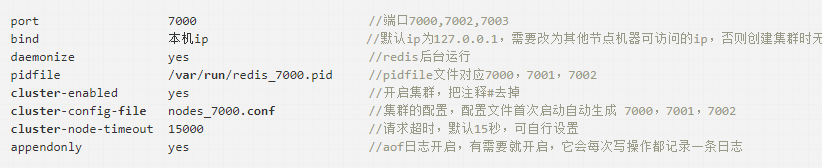 port 7000 //端口7000,7002,7003
bind 本机ip //默认ip为127.0.0.1，需要改为其他节点机器可访问的ip，否则创建集群时无
daemonize yes //redis后台运行
pidfile /var/run/redis_7000.pid //pidfile文件对应7000，7001，7002
cluster-enabled yes //开启集群，把注释#去掉
cluster-config-file nodes_7000.conf //集群的配置，配置文件首次启动自动生成 7000，7001，7002
cluster-node-timeout 15000 //请求超时，默认15秒，可自行设置
appendonly yes //aof日志开启，有需要就开启，它会每次写操作都记录一条日志